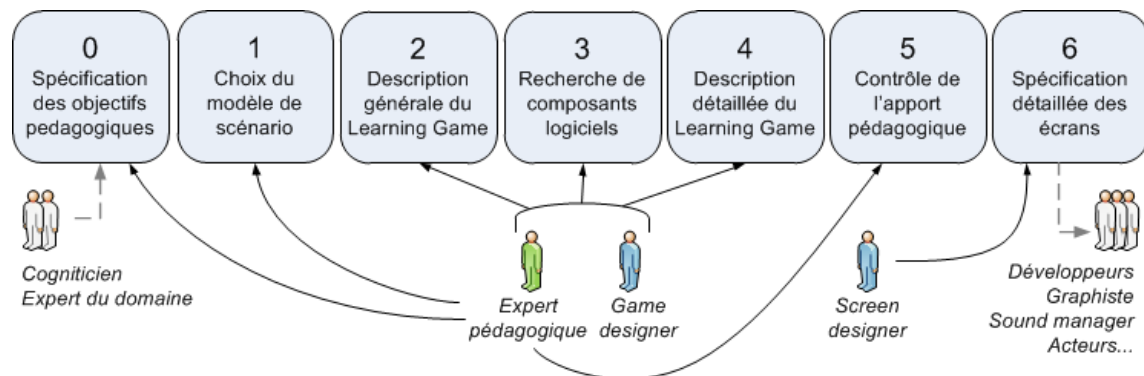 0
Spécification
des objectifs
pedagogiques
1
Choix du
modèle de
scénario
2
Description
générale du
Learning Game
3
Recherche de
composants
logiciels
4
Description
détaillée du
Learning Game
5
Contrôle de
l'apport
pédagogique
6
Spécification
détaillée des
écrans
Cogniticien
Expert du domaine
Expert
pédagogique
Game
designer
Screen
designer
Développeurs
Graphiste
Sound manager
Acteurs...